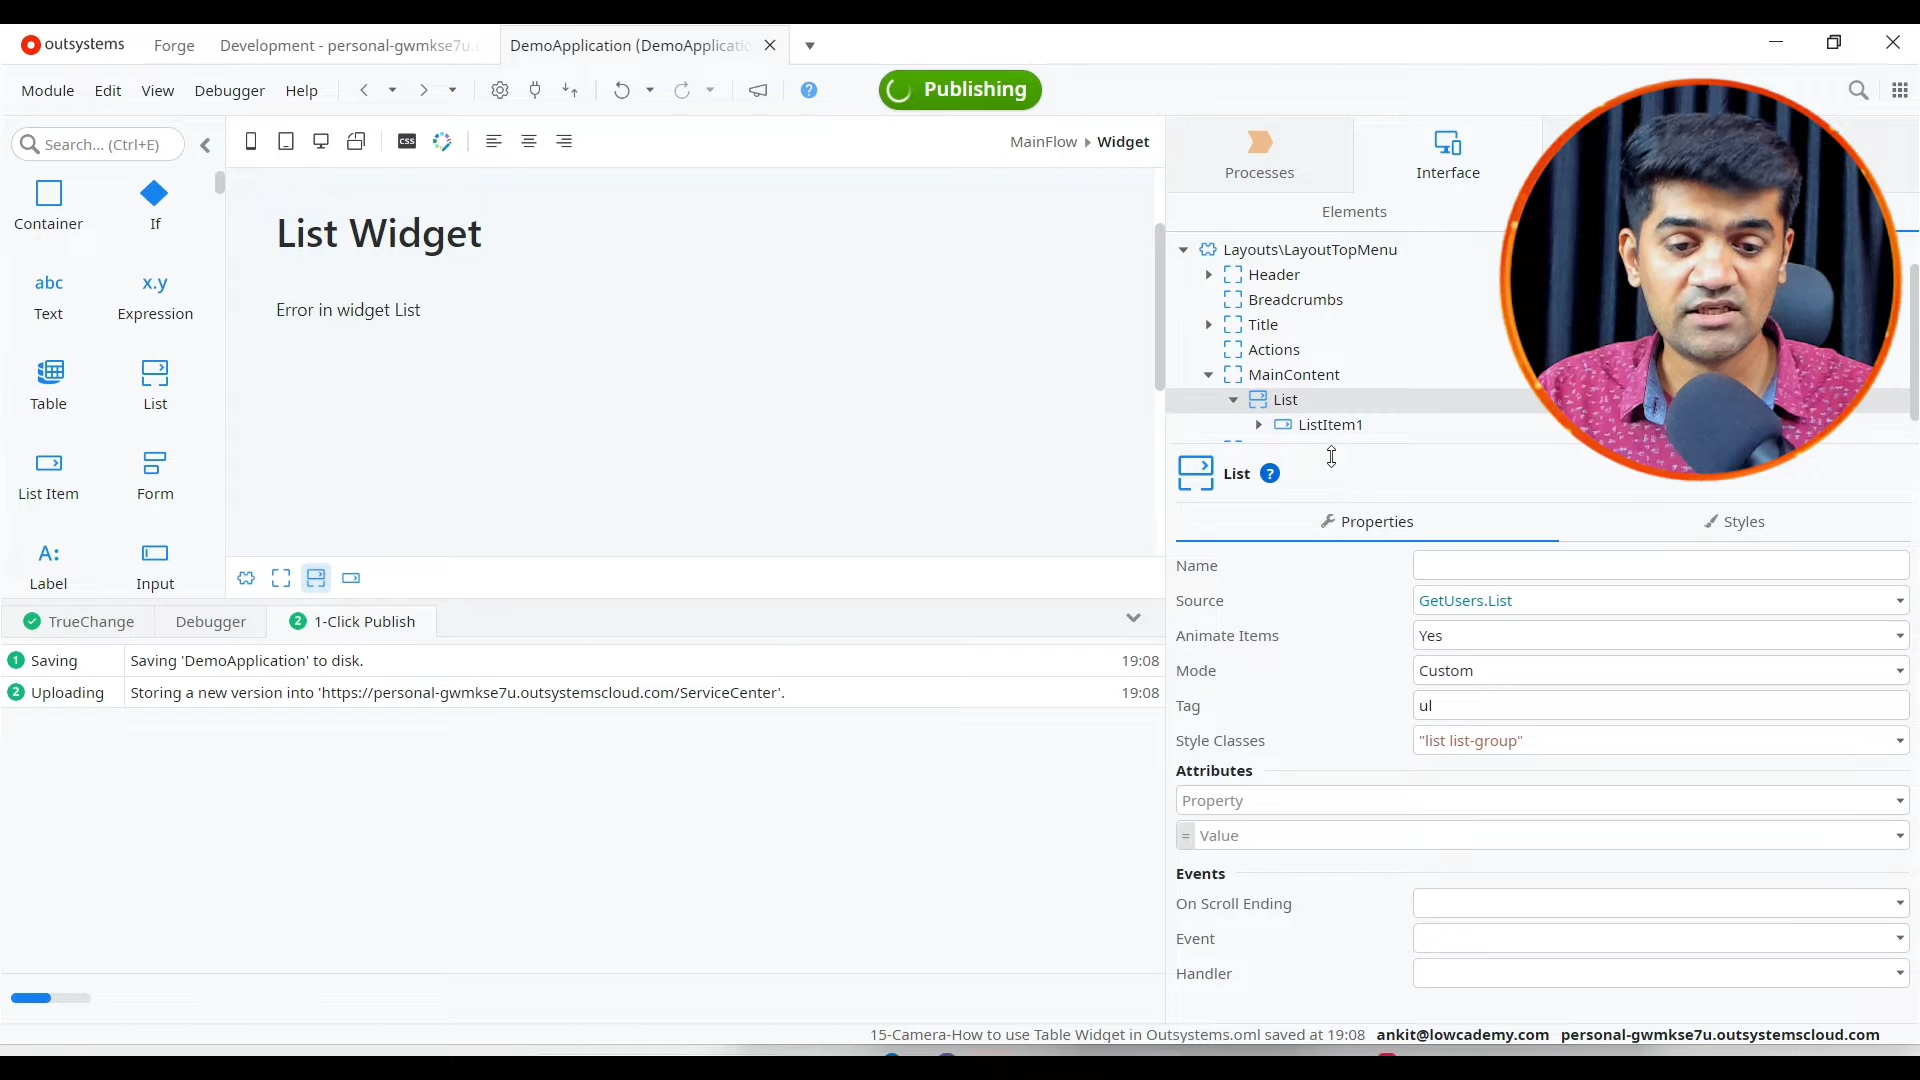 outsystems
Forge
Development - personal-gwmkse7u.
DemoApplication (DemoApplicatio
Module
Edit
View
Debugger
Help
Publishing
Search... (Ctrl+E)
css
MainFlow
Widget
Processes
Interface
Elements
Container
If
abc
x.y
Text
Expression
Table
List
List Item
Form
A:
Label
Input
List Widget
Error in widget List
Layouts\LayoutTopMenu
Header
Breadcrumbs
Title
Actions
MainContent
List
ListItem1
List
?
Properties
Styles
Name
Source
GetUsers.List
Animate Items
Yes
Mode
Custom
Tag
ul
Style Classes
"list list-group"
Attributes
Property
= Value
Events
On Scroll Ending
Event
Handler
TrueChange
Debugger
2 1-Click Publish
1 Saving
Saving 'DemoApplication' to disk.
19:08
2 Uploading
Storing a new version into 'https://personal-gwmkse7u.outsystemscloud.com/ServiceCenter'.
19:08
15-Camera-How to use Table Widget in Outsystems.oml saved at 19:08
ankit@lowcademy.com
personal-gwmkse7u.outsystemscloud.com